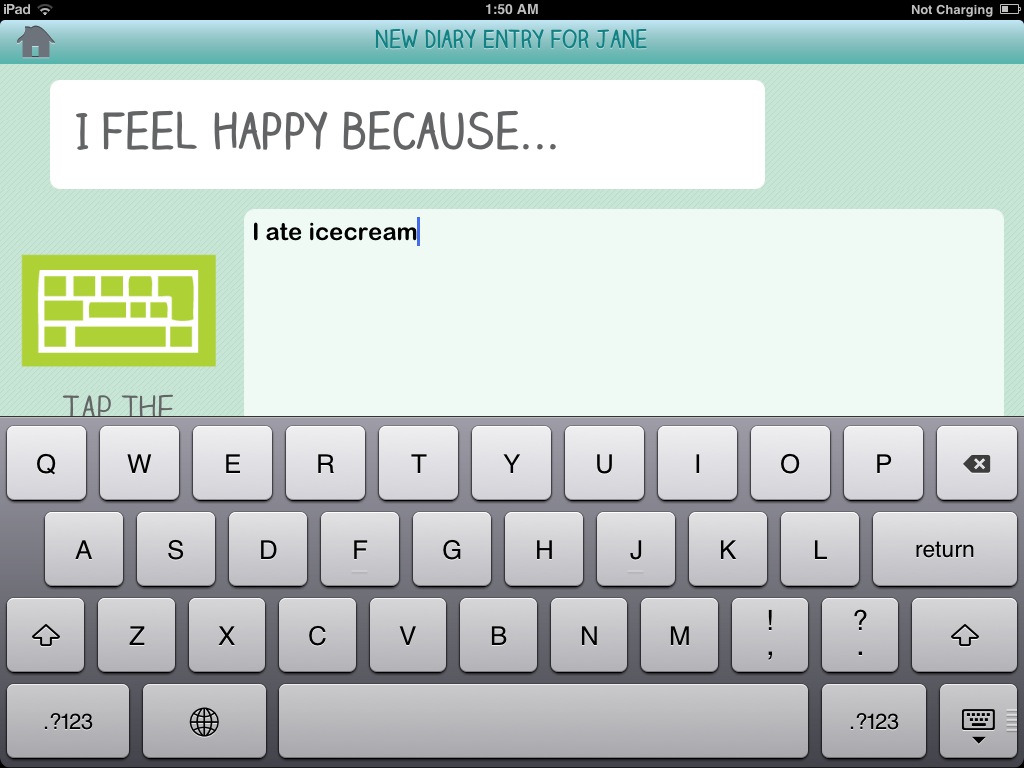 iPad 1:50 AM Not Charging
NEW DIARY ENTRY FOR JANE
I FEEL HAPPY BECAUSE...
I ate icecream
TAP THE
Q W E R T Y U I O P
A S D F G H J K L return
Z X C V B N M ! , ? .
.?123 .?123